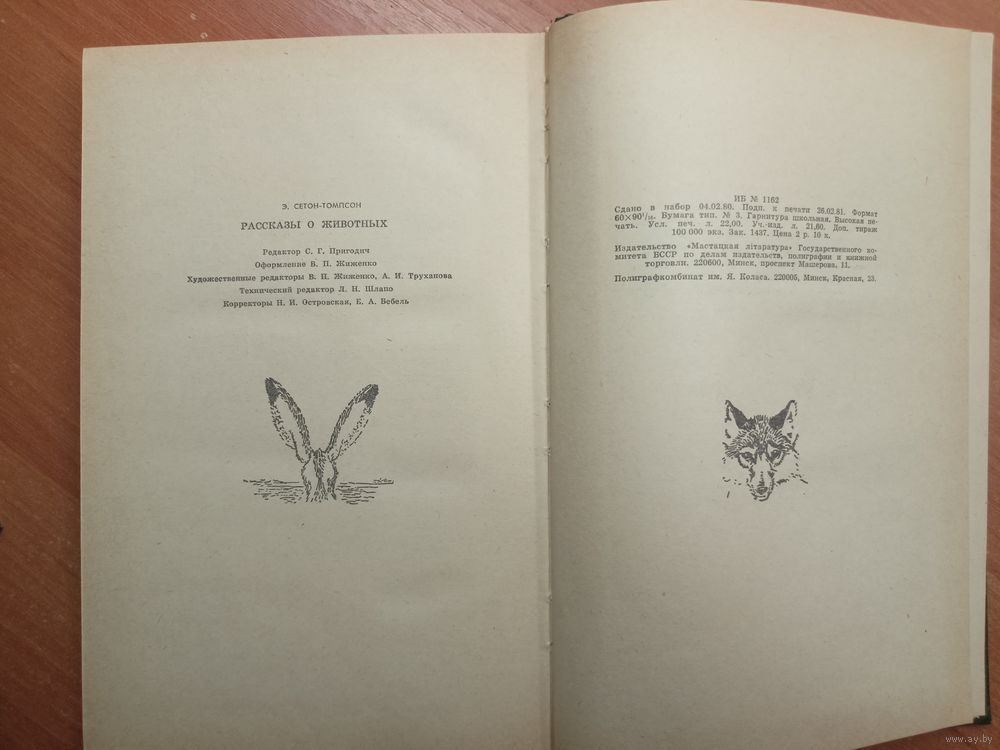 Э. СЕТОН-ТОМПСОН
РАССКАЗЫ О ЖИВОТНЫХ
Редактор С. Г. Пригодич
Оформление В. П. Жиженко
Художественные редакторы В. П. Жиженко, А. И. Труханова
Технический редактор Л. Н. Шлапо
Корректоры Н. И. Островская, Е. А. Бебель
ИБ № 1162
Сдано в набор 04.02.80. Подп. к печати 26.02.81. Формат
60×90¹/₁₆. Бумага тип. № 3. Гарнитура школьная. Высокая пе-
чать. Усл. печ. л. 22,00. Уч.-изд. л. 21,60. Доп. тираж
100 000 экз. Зак. 1437. Цена 2 р. 10 к.
Издательство «Мастацкая літаратура» Государственного ко-
митета БССР по делам издательств, полиграфии и книжной
торговли. 220600, Минск, проспект Машерова, 11.
Полиграфкомбинат им. Я. Коласа. 220005, Минск, Красная, 23.
www.ay.by